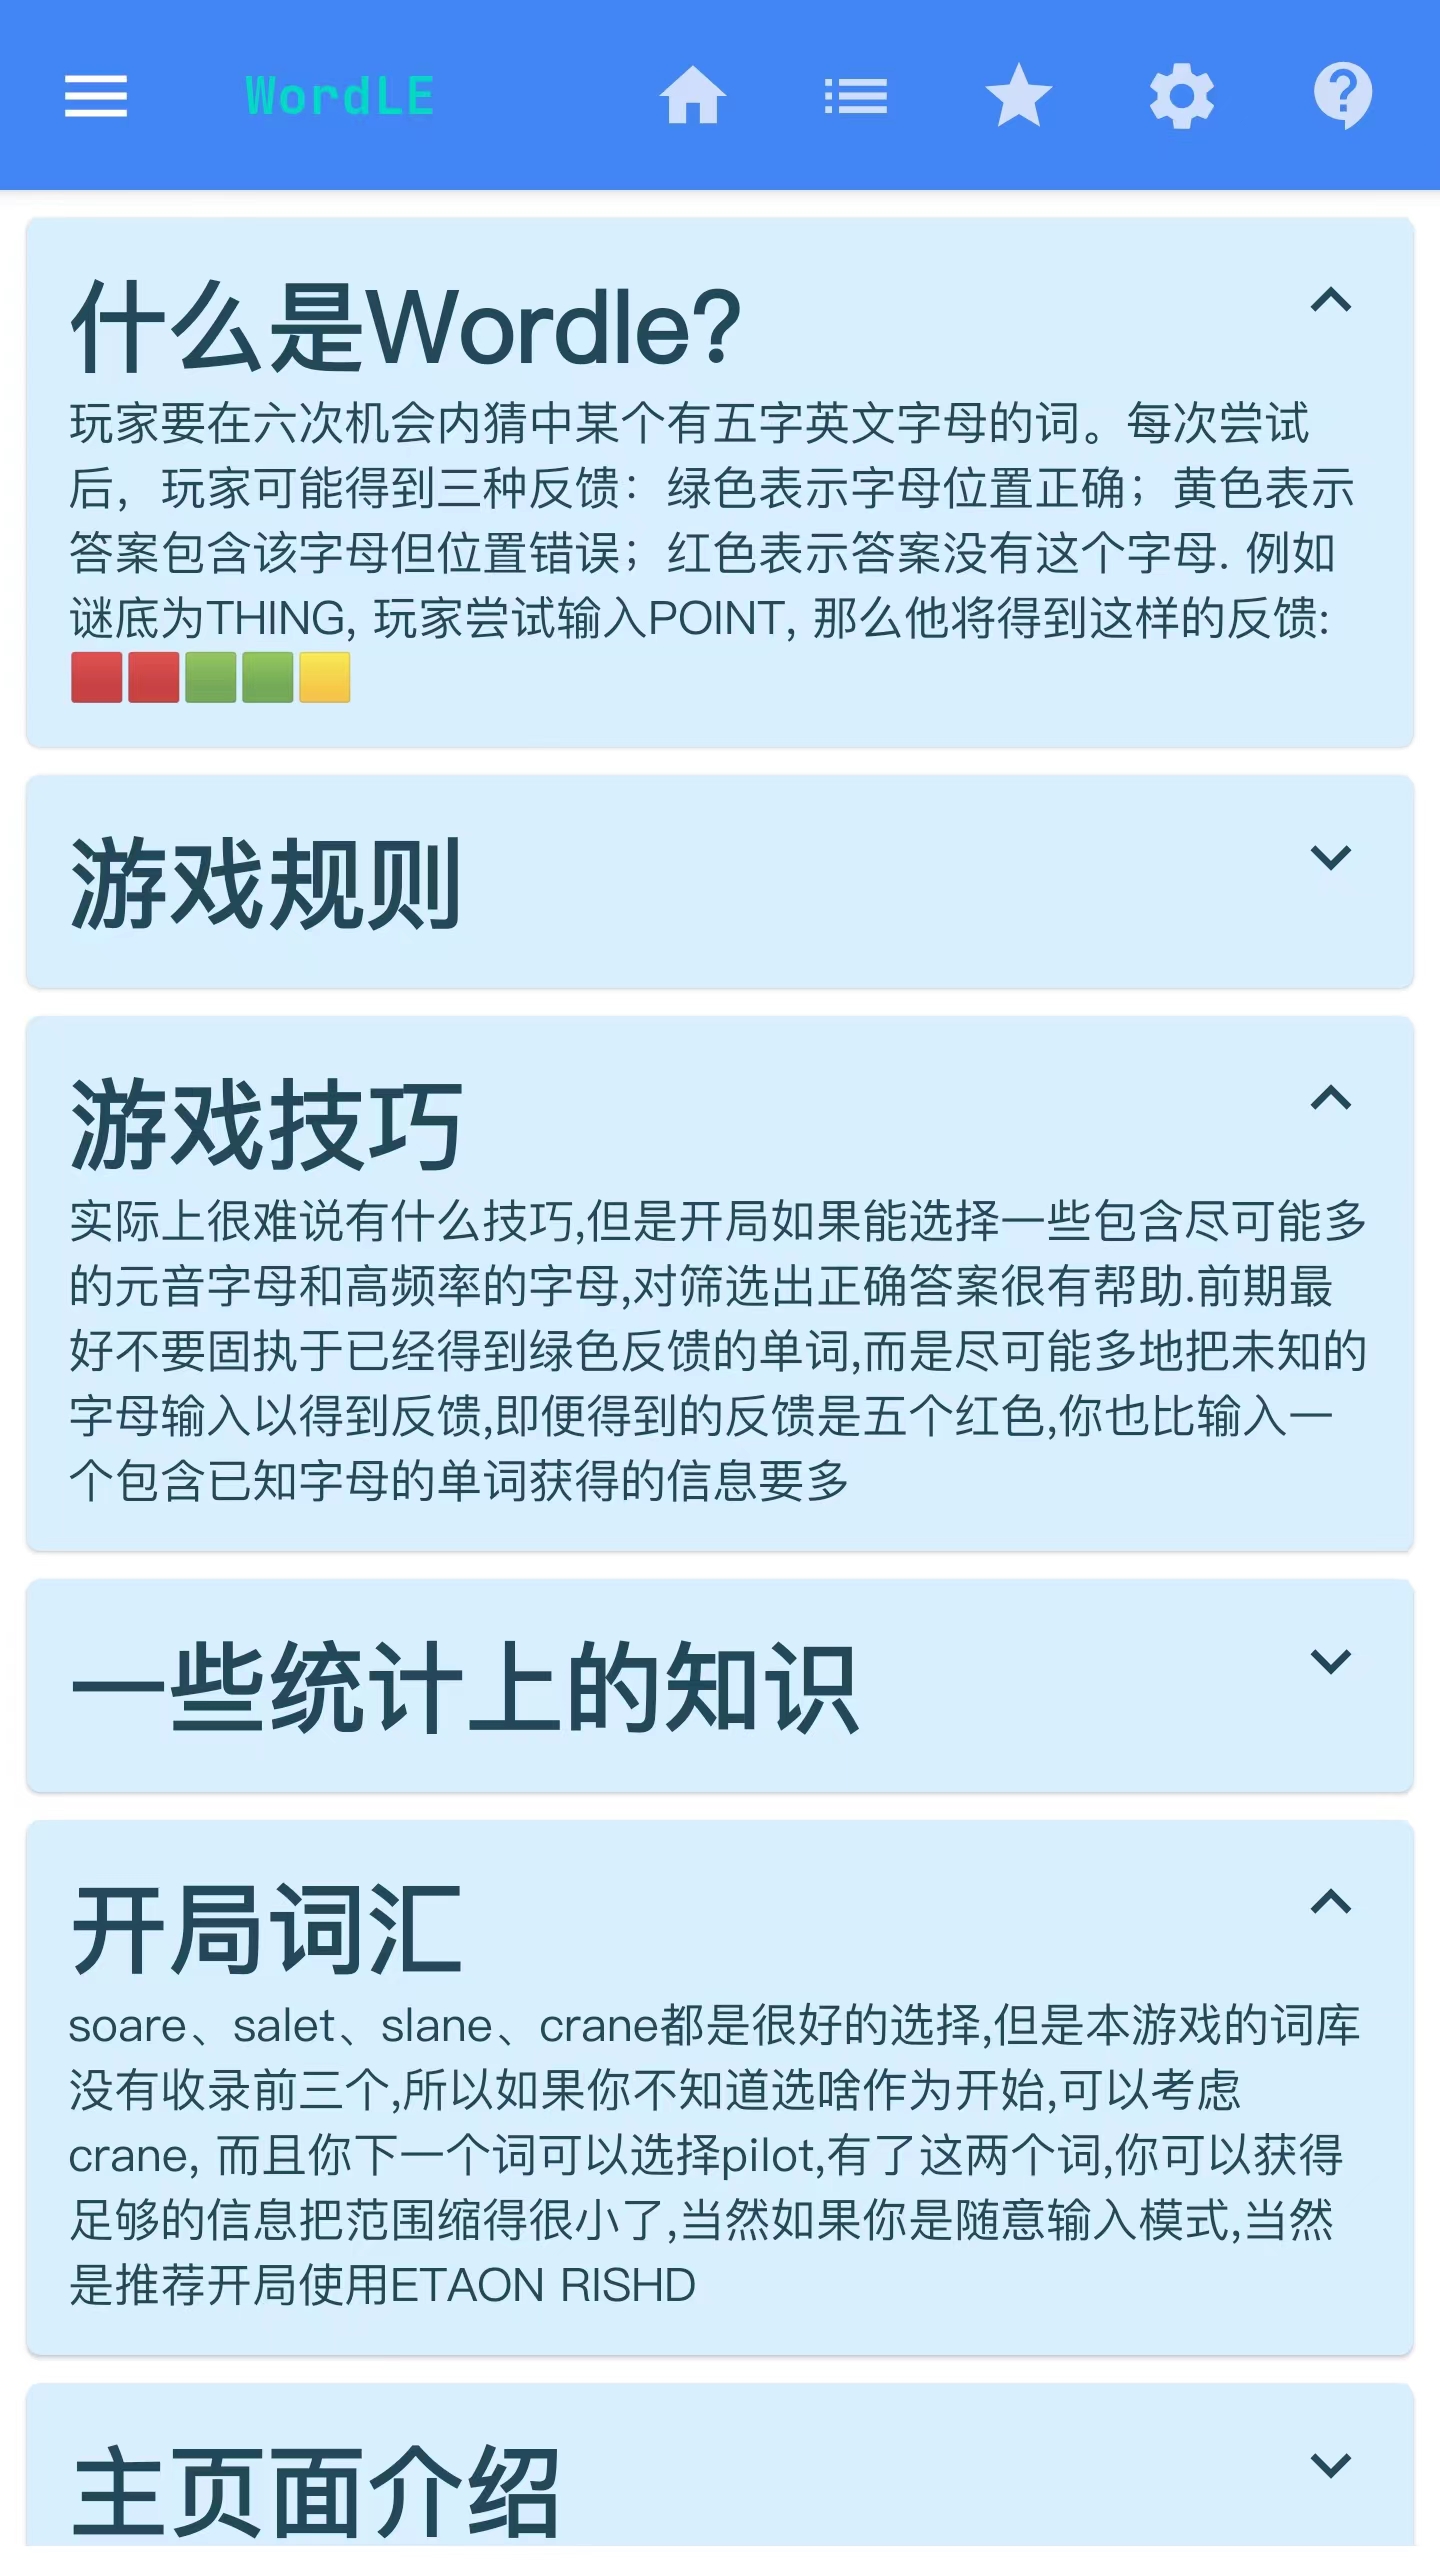 WordLE
什么是Wordle?
玩家要在六次机会内猜中某个有五字英文字母的词。每次尝试
后，玩家可能得到三种反馈：绿色表示字母位置正确；黄色表示
答案包含该字母但位置错误；红色表示答案没有这个字母. 例如
谜底为THING, 玩家尝试输入POINT, 那么他将得到这样的反馈:
🟥🟥🟩🟩🟨
游戏规则
游戏技巧
实际上很难说有什么技巧,但是开局如果能选择一些包含尽可能多
的元音字母和高频率的字母,对筛选出正确答案很有帮助.前期最
好不要固执于已经得到绿色反馈的单词,而是尽可能多地把未知的
字母输入以得到反馈,即便得到的反馈是五个红色,你也比输入一
个包含已知字母的单词获得的信息要多
一些统计上的知识
开局词汇
soare、salet、slane、crane都是很好的选择,但是本游戏的词库
没有收录前三个,所以如果你不知道选啥作为开始,可以考虑
crane, 而且你下一个词可以选择pilot,有了这两个词,你可以获得
足够的信息把范围缩得很小了,当然如果你是随意输入模式,当然
是推荐开局使用ETAON RISHD
主页面介绍